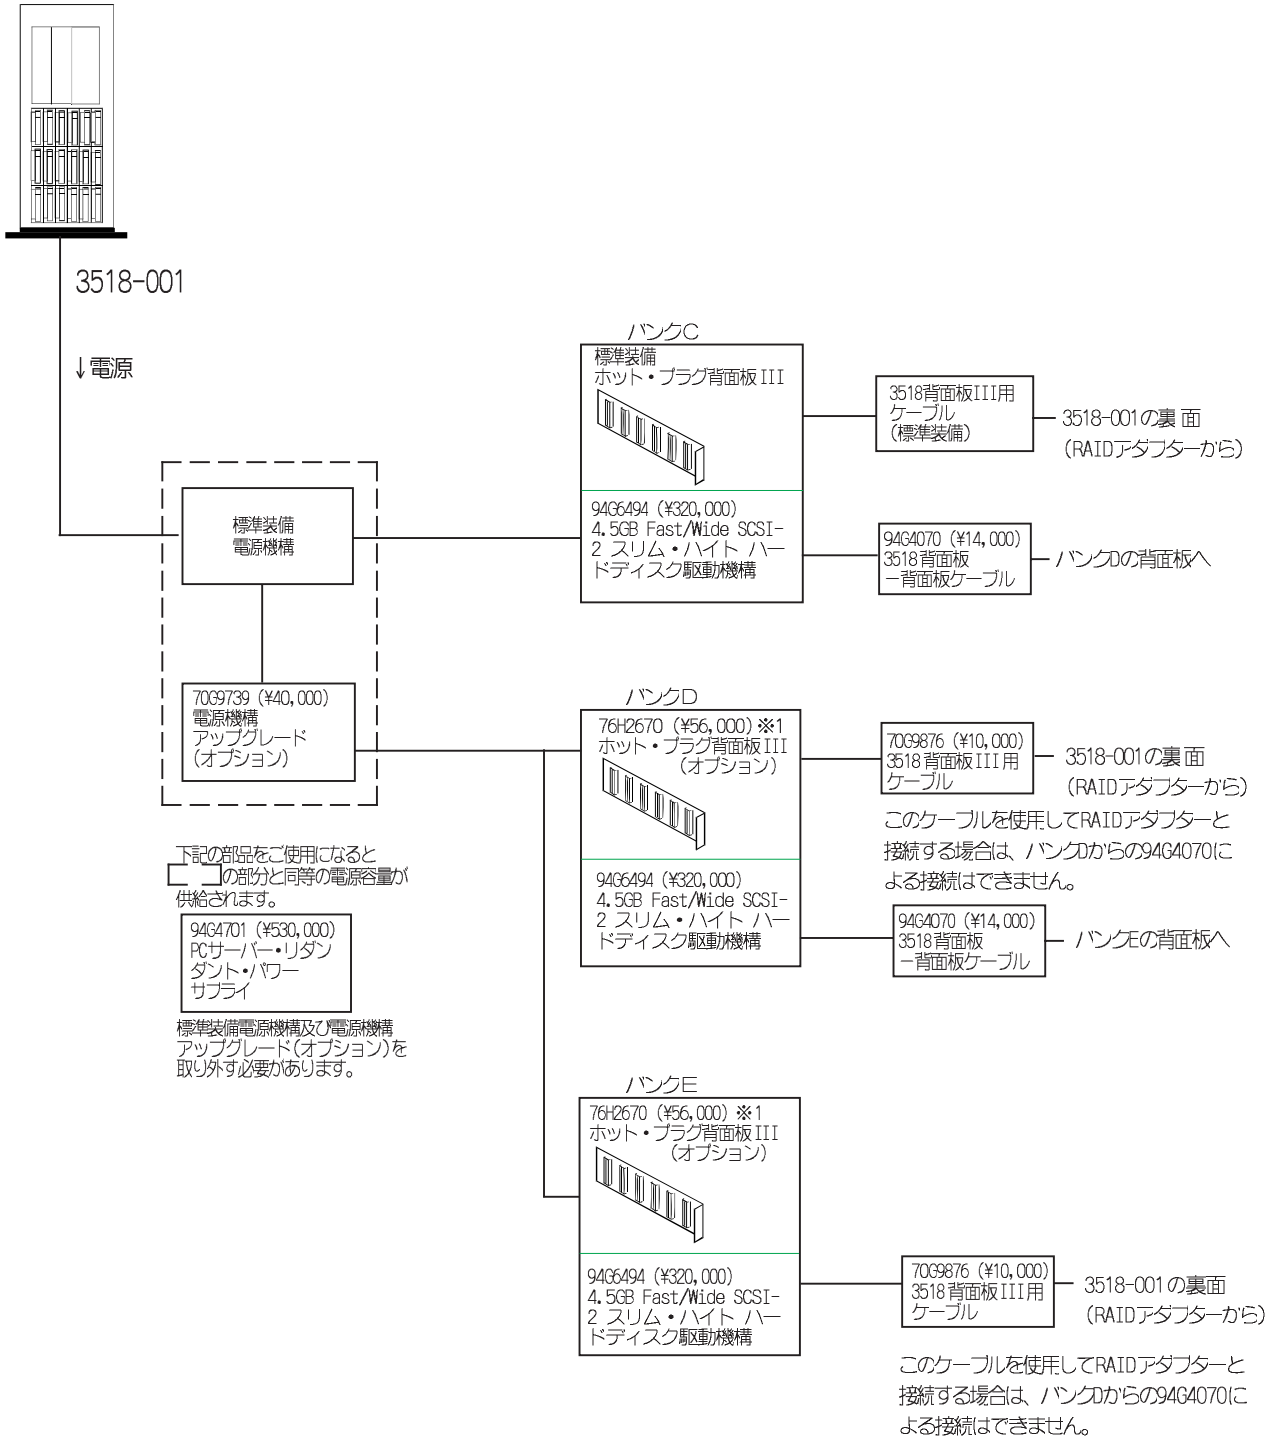 3518-001
↓電源
標準装備
電源機構
70G9739 (¥40,000)
電源機構
アップグレード
(オプション)
下記の部品をご使用になると
の部分と同等の電源容量が
供給されます。
94G4701 (¥530,000)
PCサーバー・リダン
ダント・パワー
サプライ
標準装備電源機構及び電源機構
アップグレード(オプション)を
取り外す必要があります。
バンクC
標準装備
ホット・プラグ背面板III
94G6494 (¥320,000)
4.5GB Fast/Wide SCSI-
2 スリム・ハイト ハー
ドディスク駆動機構
3518背面板III用
ケーブル
(標準装備)
3518-001の裏面
(RAIDアダプターから)
94G4070 (¥14,000)
3518背面板
－背面板ケーブル
バンクDの背面板へ
バンクD
76H2670 (¥56,000)※1
ホット・プラグ背面板III
(オプション)
94G6494 (¥320,000)
4.5GB Fast/Wide SCSI-
2 スリム・ハイト ハー
ドディスク駆動機構
70G9876 (¥10,000)
3518背面板III用
ケーブル
3518-001の裏面
(RAIDアダプターから)
このケーブルを使用してRAIDアダプターと
接続する場合は、バンクDからの94G4070に
よる接続はできません。
94G4070 (¥14,000)
3518背面板
－背面板ケーブル
バンクEの背面板へ
バンクE
76H2670 (¥56,000)※1
ホット・プラグ背面板III
(オプション)
94G6494 (¥320,000)
4.5GB Fast/Wide SCSI-
2 スリム・ハイト ハー
ドディスク駆動機構
70G9876 (¥10,000)
3518背面板III用
ケーブル
3518-001の裏面
(RAIDアダプターから)
このケーブルを使用してRAIDアダプターと
接続する場合は、バンクDからの94G4070に
よる接続はできません。